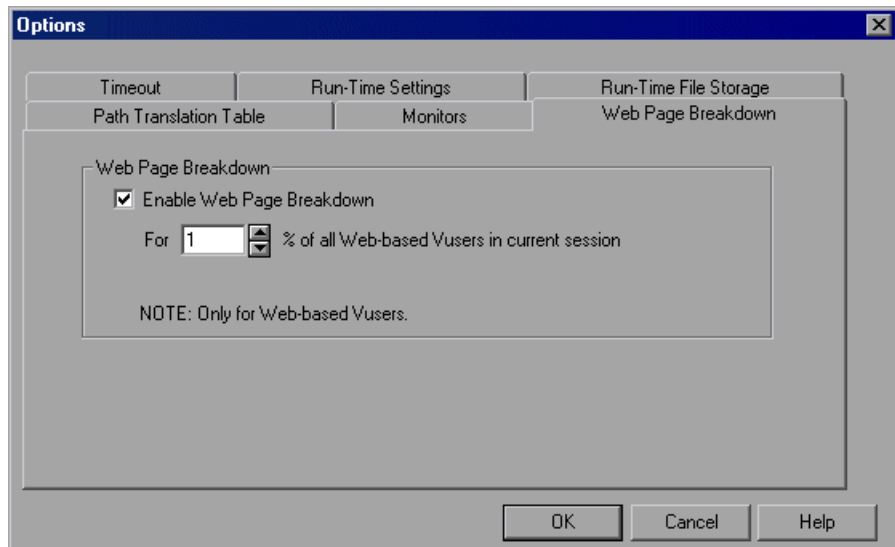 Options
Timeout Run-Time Settings Run-Time File Storage
Path Translation Table Monitors Web Page Breakdown
Web Page Breakdown
Enable Web Page Breakdown
For 1 % of all Web-based Vusers in current session
NOTE: Only for Web-based Vusers.
OK Cancel Help